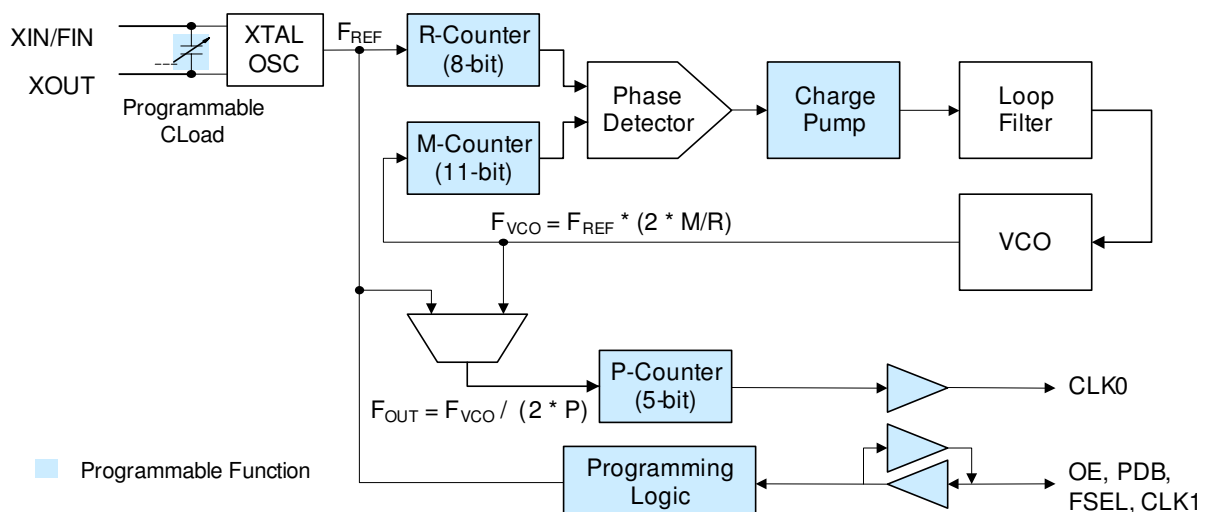 XIN/FIN
XOUT
Programmable
CLoad
XTAL
OSC
FREF
R-Counter
(8-bit)
M-Counter
(11-bit)
Phase
Detector
Charge
Pump
Loop
Filter
VCO
FVCO = FREF * (2 * M/R)
P-Counter
(5-bit)
CLK0
FOUT = FVCO / (2 * P)
Programming
Logic
OE, PDB,
FSEL, CLK1
Programmable Function